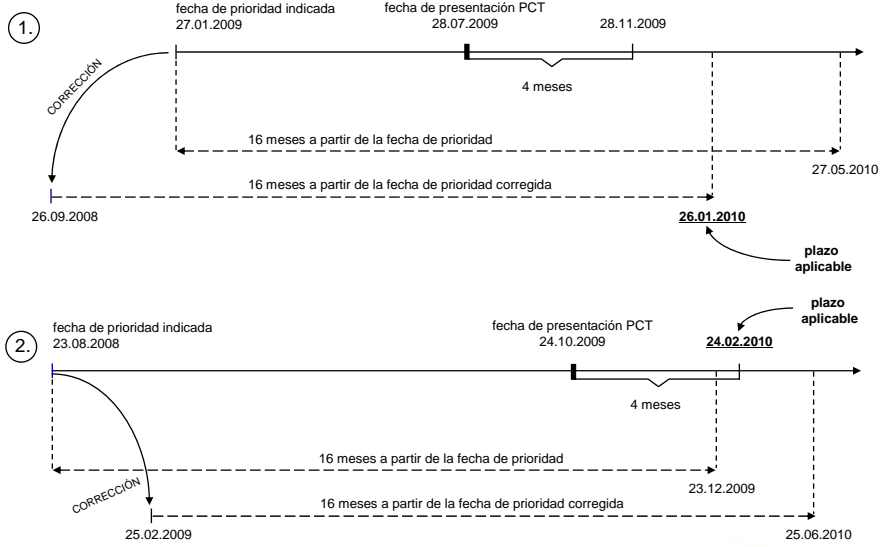 1.
fecha de prioridad indicada
27.01.2009
fecha de presentación PCT
28.07.2009
28.11.2009
CORRECCIÓN
4 meses
16 meses a partir de la fecha de prioridad
27.05.2010
16 meses a partir de la fecha de prioridad corregida
26.09.2008
26.01.2010
plazo
aplicable
2.
fecha de prioridad indicada
23.08.2008
fecha de presentación PCT
24.10.2009
24.02.2010
plazo
aplicable
4 meses
16 meses a partir de la fecha de prioridad
23.12.2009
CORRECCIÓN
16 meses a partir de la fecha de prioridad corregida
25.02.2009
25.06.2010